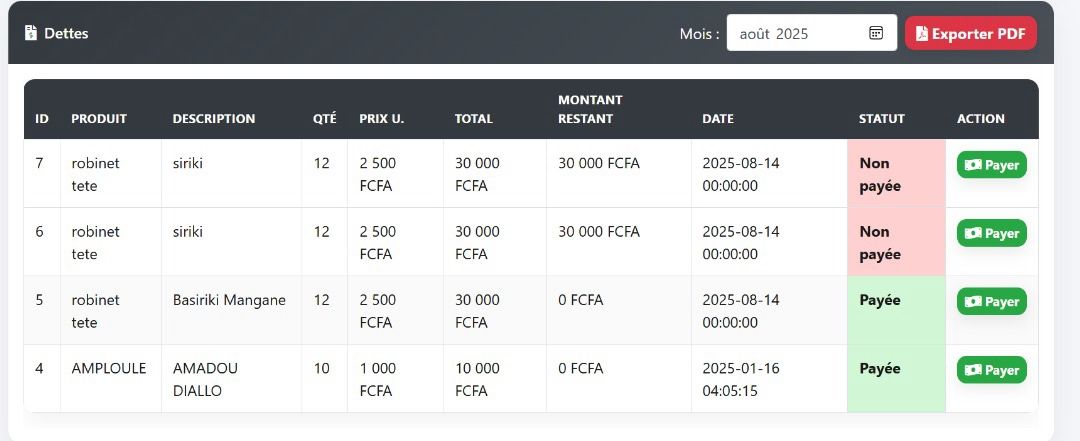 Dettes
Mois : août 2025 Exporter PDF
MONTANT
ID PRODUIT DESCRIPTION QTÉ PRIX U. TOTAL RESTANT DATE STATUT ACTION
7 robinet siriki 12 2 500 30 000 30 000 FCFA 2025-08-14 Non Payer
tete FCFA FCFA 00:00:00 payée
6 robinet siriki 12 2 500 30 000 30 000 FCFA 2025-08-14 Non Payer
tete FCFA FCFA 00:00:00 payée
5 robinet Basiriki Mangane 12 2 500 30 000 0 FCFA 2025-08-14 Payée Payer
tete FCFA FCFA 00:00:00
4 AMPLOULE AMADOU 10 1 000 10 000 0 FCFA 2025-01-16 Payée Payer
DIALLO FCFA FCFA 04:05:15